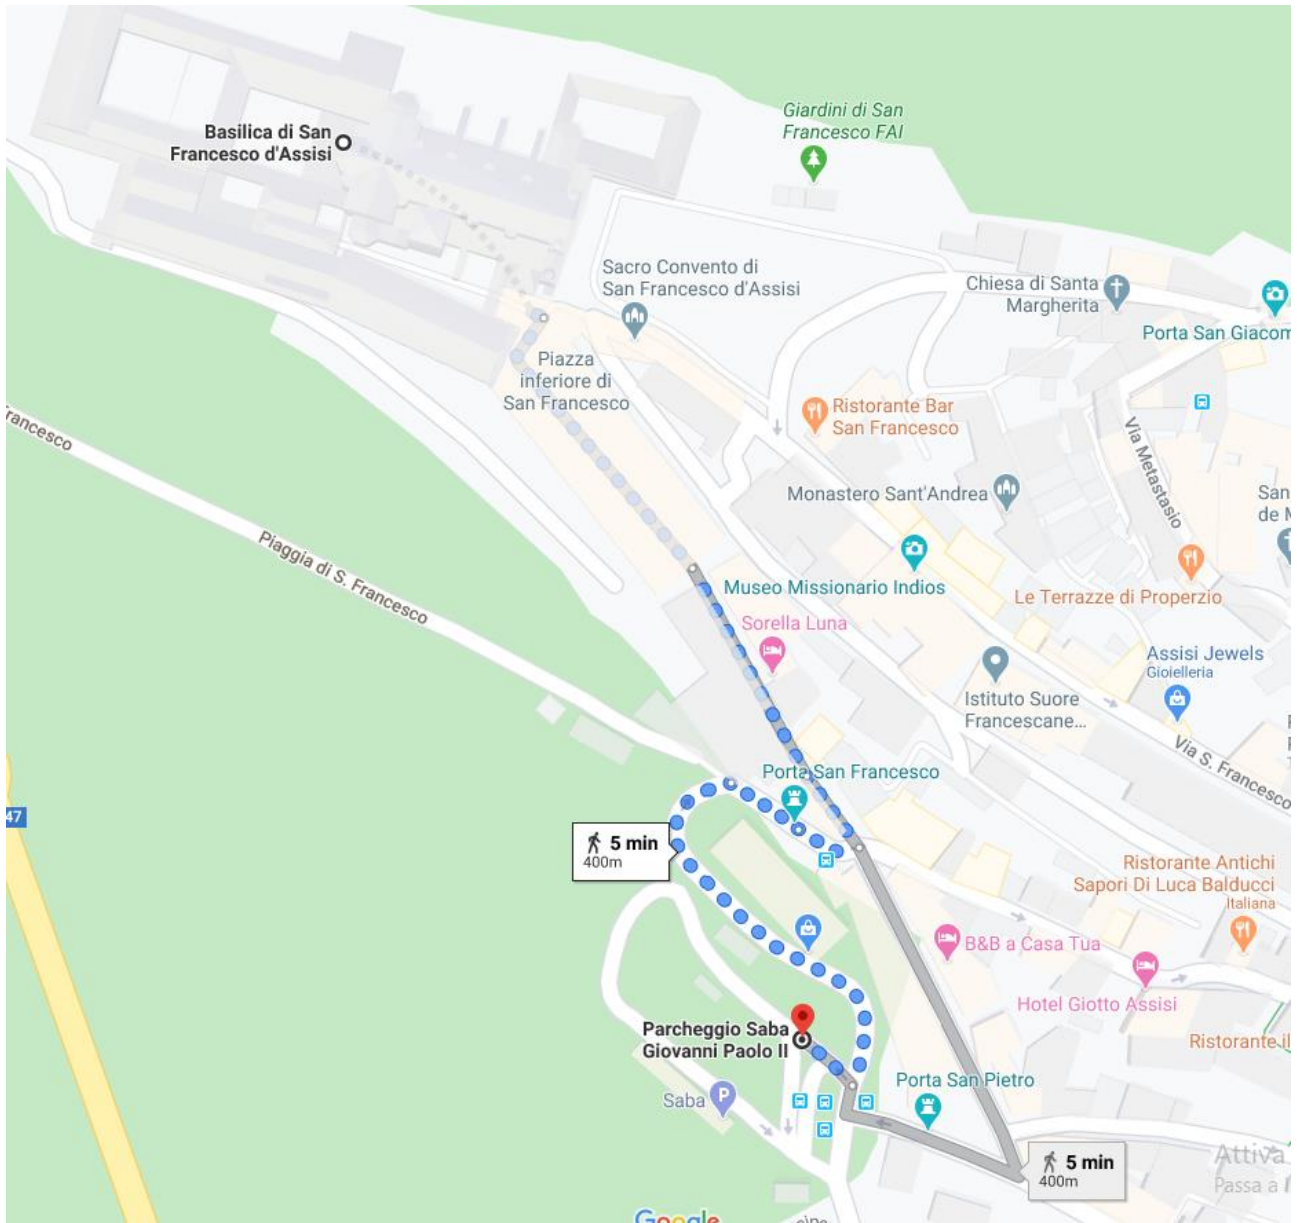 Giardini di San
Francesco FAI
Basilica di San
Francesco d'Assisi
Sacro Convento di
San Francesco d'Assisi
Chiesa di Santa
Margherita
Porta San Giacom
Piazza
inferiore di
San Francesco
Ristorante Bar
San Francesco
Francesco
Via Metastasio
Monastero Sant'Andrea
San
de M
Piaggia di S. Francesco
Museo Missionario Indios
Le Terrazze di Properzio
Sorella Luna
Assisi Jewels
Gioielleria
Istituto Suore
Francescane...
Via S. Francesco
Porta San Francesco
47
5 min
400m
Ristorante Antichi
Sapori Di Luca Balducci
Italiana
B&B a Casa Tua
Hotel Giotto Assisi
Parcheggio Saba
Giovanni Paolo II
Ristorante il
Porta San Pietro
Saba
P
5 min
400m
Attiva
Passa a
Google